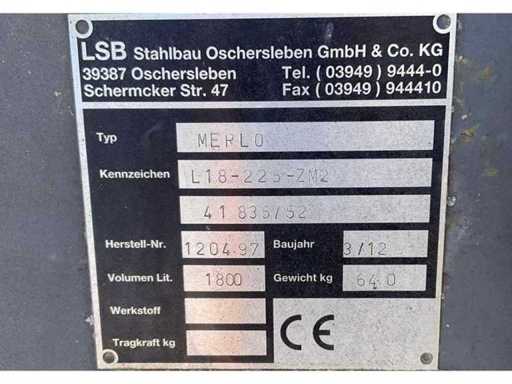 LSB Stahlbau Oschersleben GmbH & Co. KG
39387 Oschersleben Tel. ( 03949 ) 9444-0
Schermcker Str. 47 Fax ( 03949 ) 944410
Typ MERLO
Kennzeichen L18-225-ZM2
41 835/52
Herstell-Nr. 120497 Baujahr 3/12
Volumen Lit. 1800 Gewicht kg 640
Werkstoff
Tragkraft kg CE